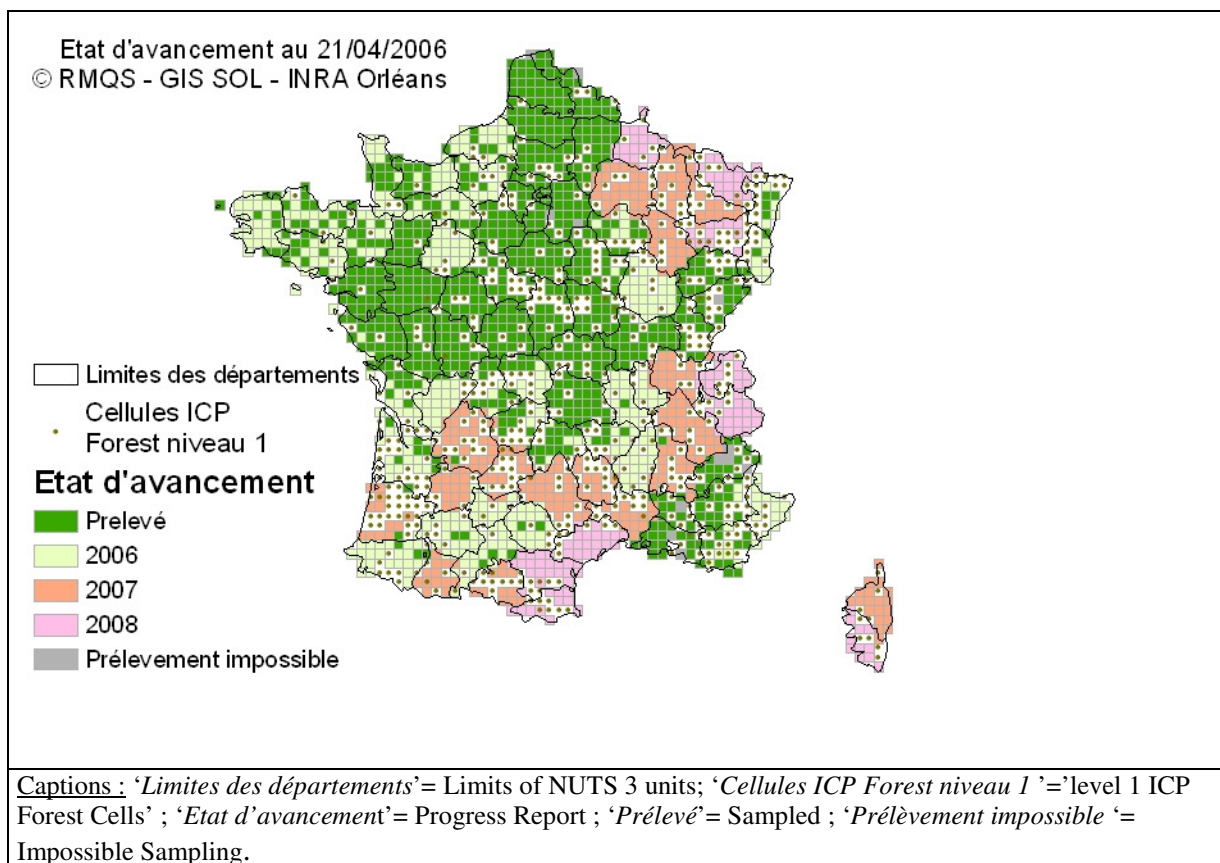 Etat d'avancement au 21/04/2006
© RMQS - GIS SOL - INRA Orléans
Limites des départements
Cellules ICP
Forest niveau 1
Etat d'avancement
Prelevé
2006
2007
2008
Prélevement impossible
Captions : ‘Limites des départements’= Limits of NUTS 3 units; ‘Cellules ICP Forest niveau 1 ’=’level 1 ICP
Forest Cells’ ; ‘Etat d’avancement’= Progress Report ; ‘Prélevé’= Sampled ; ‘Prélèvement impossible ‘=
Impossible Sampling.